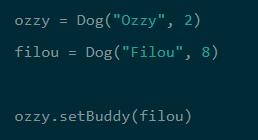 ozzy = Dog("Ozzy", 2)
filou = Dog("Filou", 8)
ozzy.setBuddy(filou)